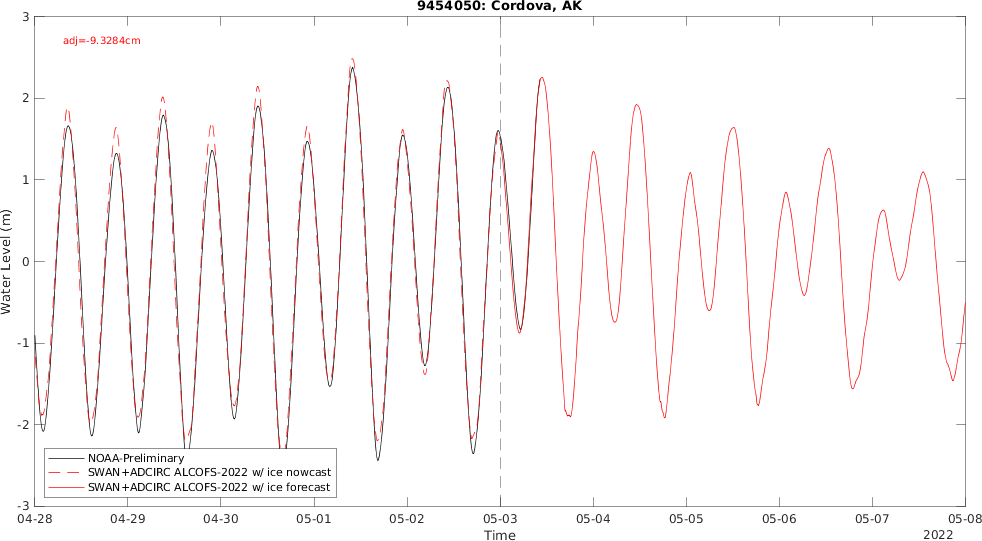 9454050: Cordova, AK
adj=-9.3284cm
3
2
1
0
-1
-2
-3
Water Level (m)
NOAA-Preliminary
SWAN+ADCIRC ALCOFS-2022 w/ ice nowcast
SWAN+ADCIRC ALCOFS-2022 w/ ice forecast
04-28 04-29 04-30 05-01 05-02 05-03 05-04 05-05 05-06 05-07 05-08
Time
2022